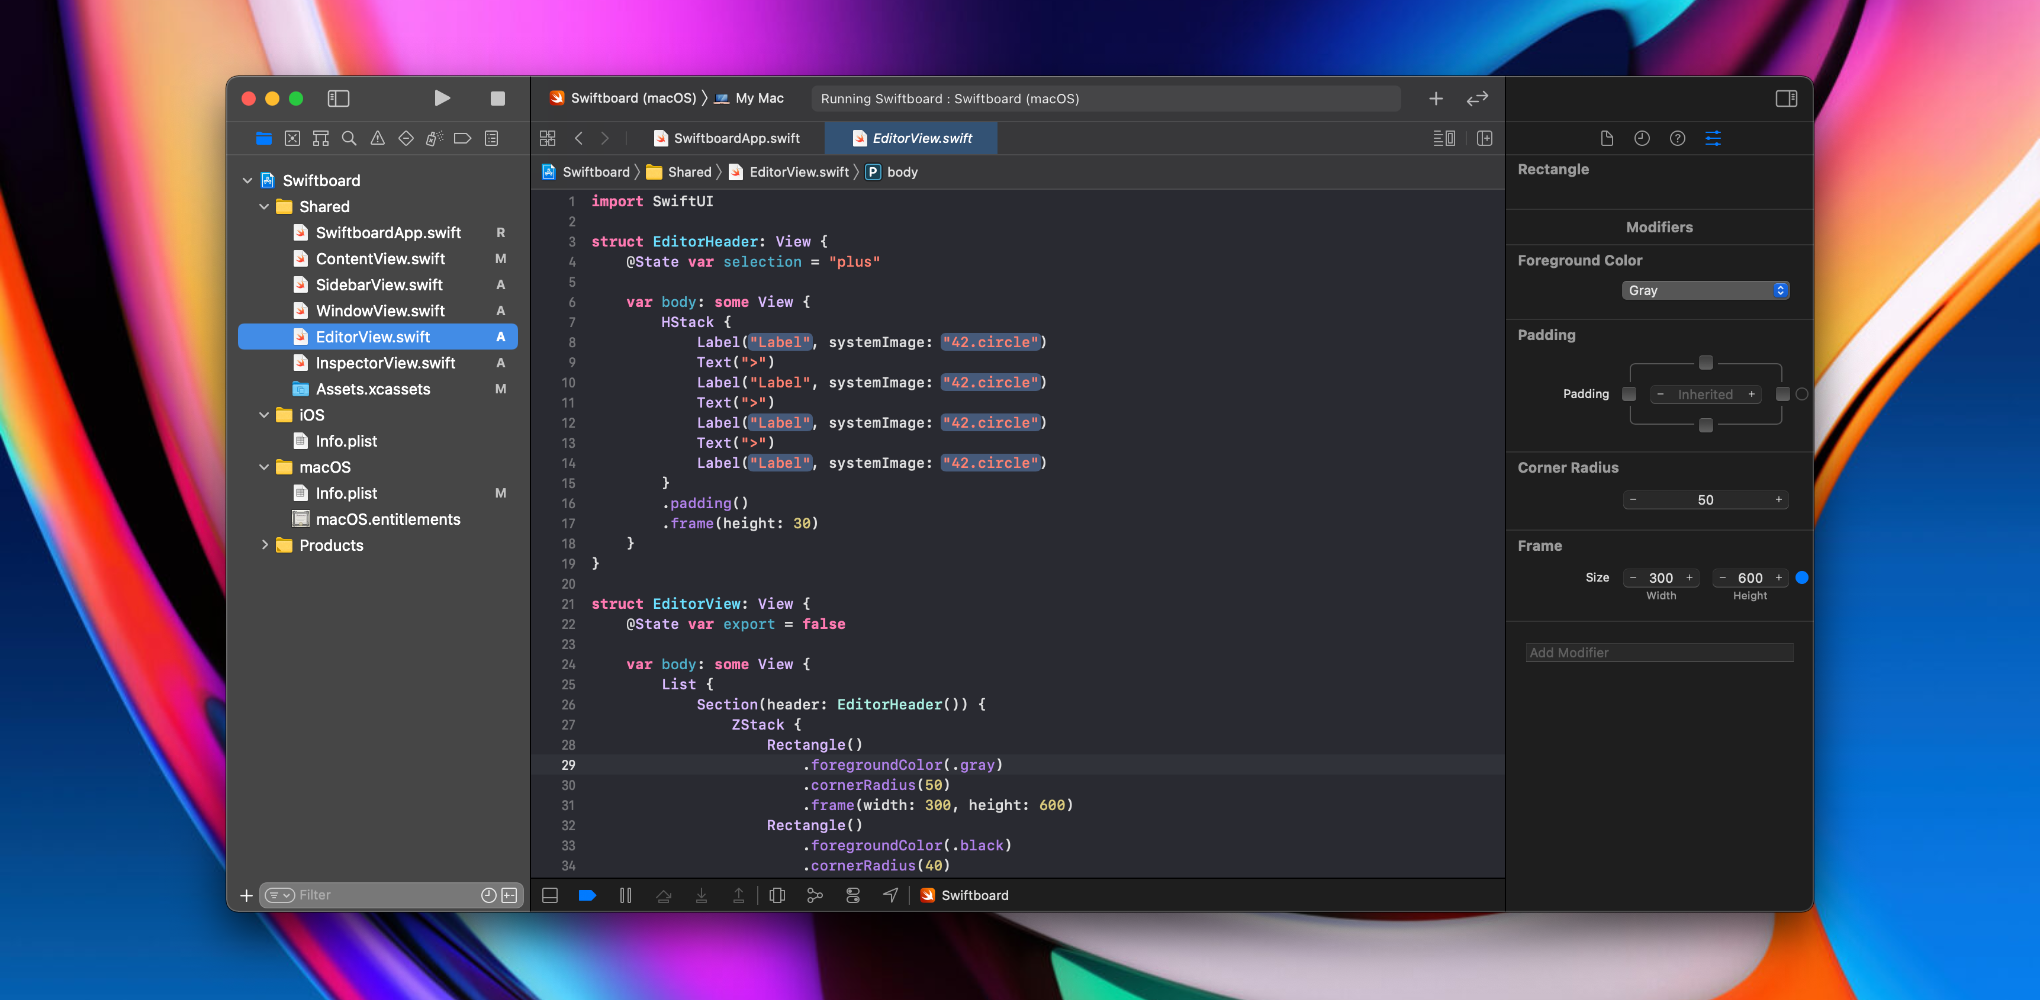 Swiftboard (macOS) 〉 My Mac
Running Swiftboard : Swiftboard (macOS)
SwiftboardApp.swift
EditorView.swift
Swiftboard 〉 Shared 〉 EditorView.swift 〉 P body
Swiftboard
Shared
SwiftboardApp.swift R
ContentView.swift M
SidebarView.swift A
WindowView.swift A
EditorView.swift A
InspectorView.swift A
Assets.xcassets M
iOS
Info.plist
macOS
Info.plist M
macOS.entitlements
Products
Filter
1 import SwiftUI
2
3 struct EditorHeader: View {
4     @State var selection = "plus"
5
6     var body: some View {
7         HStack {
8             Label("Label", systemImage: "42.circle")
9             Text(">")
10             Label("Label", systemImage: "42.circle")
11             Text(">")
12             Label("Label", systemImage: "42.circle")
13             Text(">")
14             Label("Label", systemImage: "42.circle")
15         }
16         .padding()
17         .frame(height: 30)
18     }
19 }
20
21 struct EditorView: View {
22     @State var export = false
23
24     var body: some View {
25         List {
26             Section(header: EditorHeader()) {
27                 ZStack {
28                     Rectangle()
29                         .foregroundColor(.gray)
30                         .cornerRadius(50)
31                         .frame(width: 300, height: 600)
32                     Rectangle()
33                         .foregroundColor(.black)
34                         .cornerRadius(40)
Swiftboard
Rectangle
Modifiers
Foreground Color
Gray
Padding
Padding − Inherited +
Corner Radius
− 50 +
Frame
Size − 300 + − 600 +
Width Height
Add Modifier